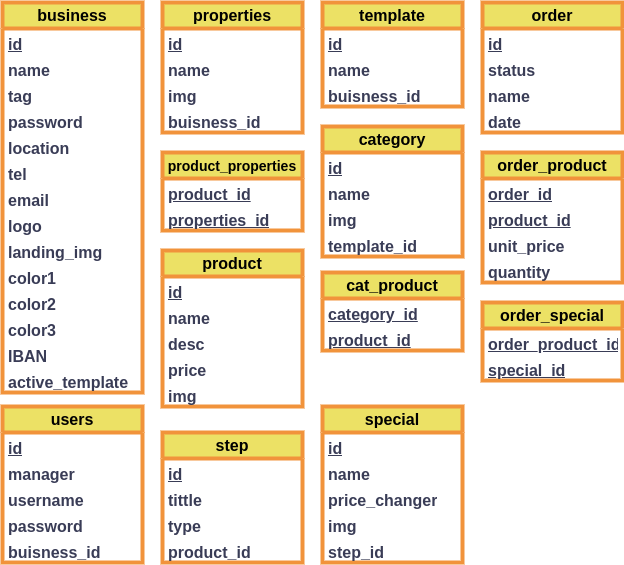 business
id
name
tag
password
location
tel
email
logo
landing_img
color1
color2
color3
IBAN
active_template
users
id
manager
username
password
buisness_id
properties
id
name
img
buisness_id
product_properties
product_id
properties_id
product
id
name
desc
price
img
step
id
tittle
type
product_id
template
id
name
buisness_id
category
id
name
img
template_id
cat_product
category_id
product_id
special
id
name
price_changer
img
step_id
order
id
status
name
date
order_product
order_id
product_id
unit_price
quantity
order_special
order_product_id
special_id